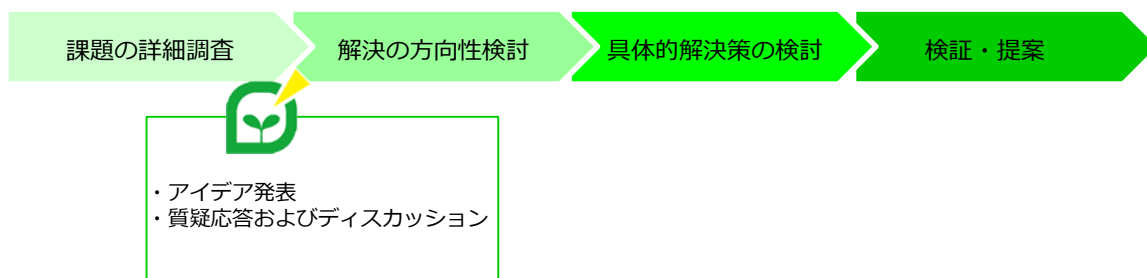 課題の詳細調査
解決の方向性検討
具体的解決策の検討
検証・提案
・アイデア発表
・質疑応答およびディスカッション